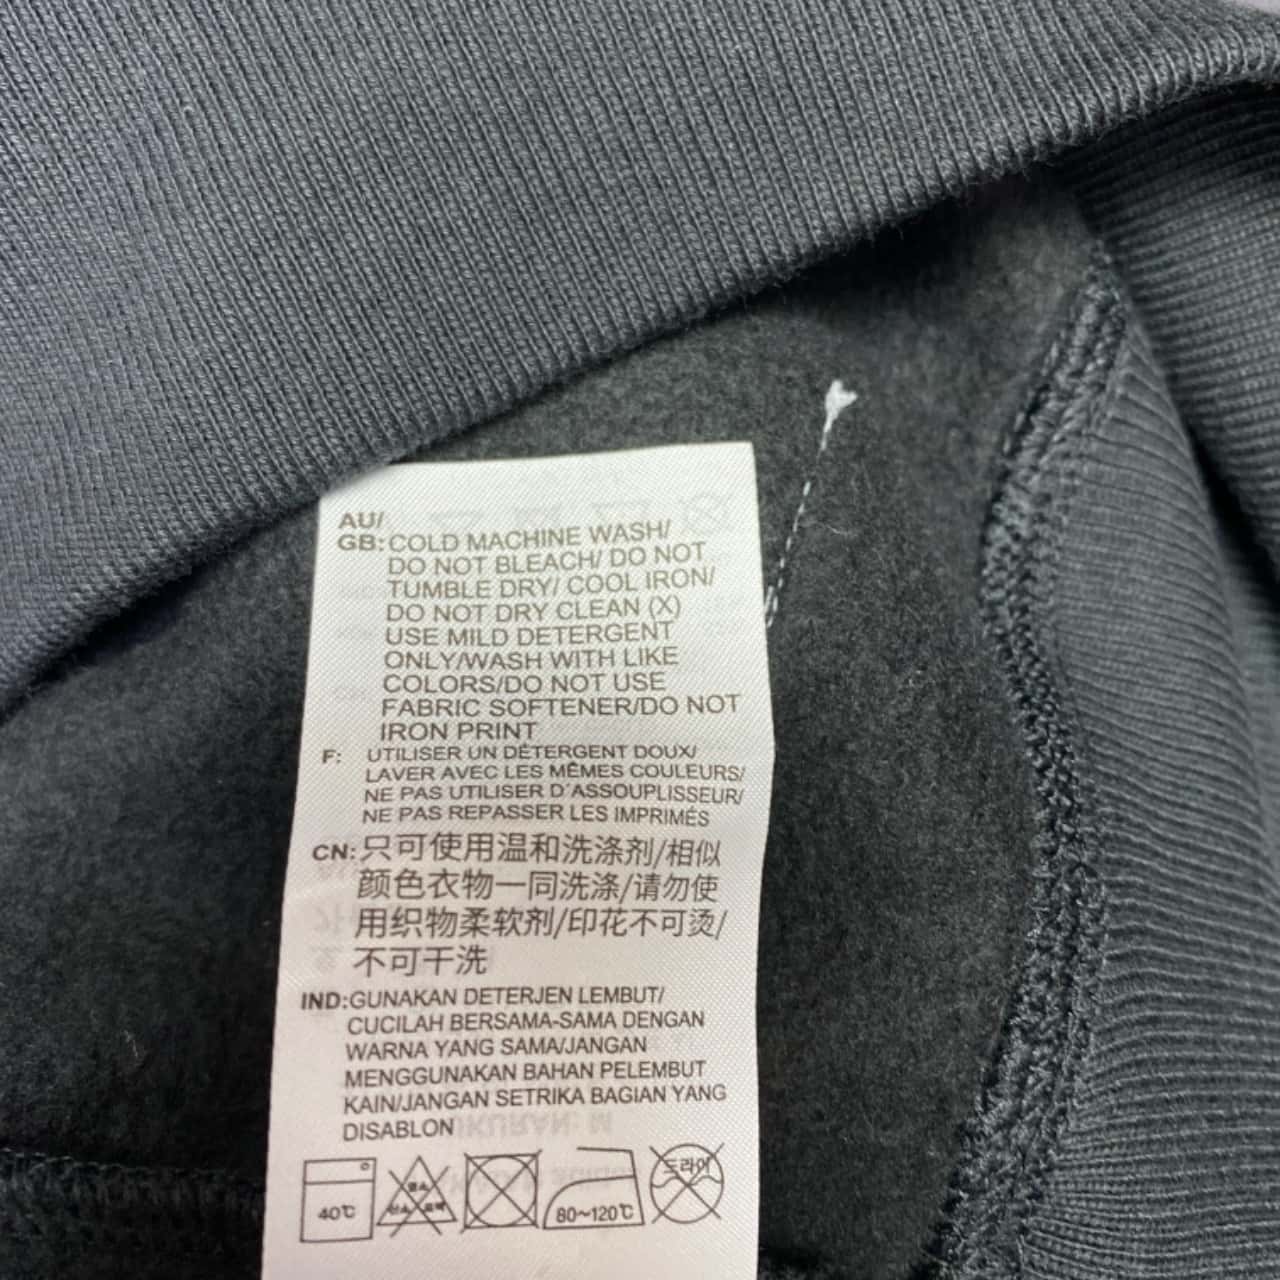 AU/
GB: COLD MACHINE WASH/
DO NOT BLEACH/ DO NOT
TUMBLE DRY/ COOL IRON/
DO NOT DRY CLEAN (X)
USE MILD DETERGENT
ONLY/WASH WITH LIKE
COLORS/DO NOT USE
FABRIC SOFTENER/DO NOT
IRON PRINT
F: UTILISER UN DÉTERGENT DOUX/
LAVER AVEC LES MÊMES COULEURS/
NE PAS UTILISER D'ASSOUPLISSEUR/
NE PAS REPASSER LES IMPRIMÉS
CN:只可使用温和洗涤剂/相似
颜色衣物一同洗涤/请勿使
用织物柔软剂/印花不可烫/
不可干洗
IND:GUNAKAN DETERJEN LEMBUT/
CUCILAH BERSAMA-SAMA DENGAN
WARNA YANG SAMA/JANGAN
MENGGUNAKAN BAHAN PELEMBUT
KAIN/JANGAN SETRIKA BAGIAN YANG
DISABLON
40℃ 80~120℃ 드라이